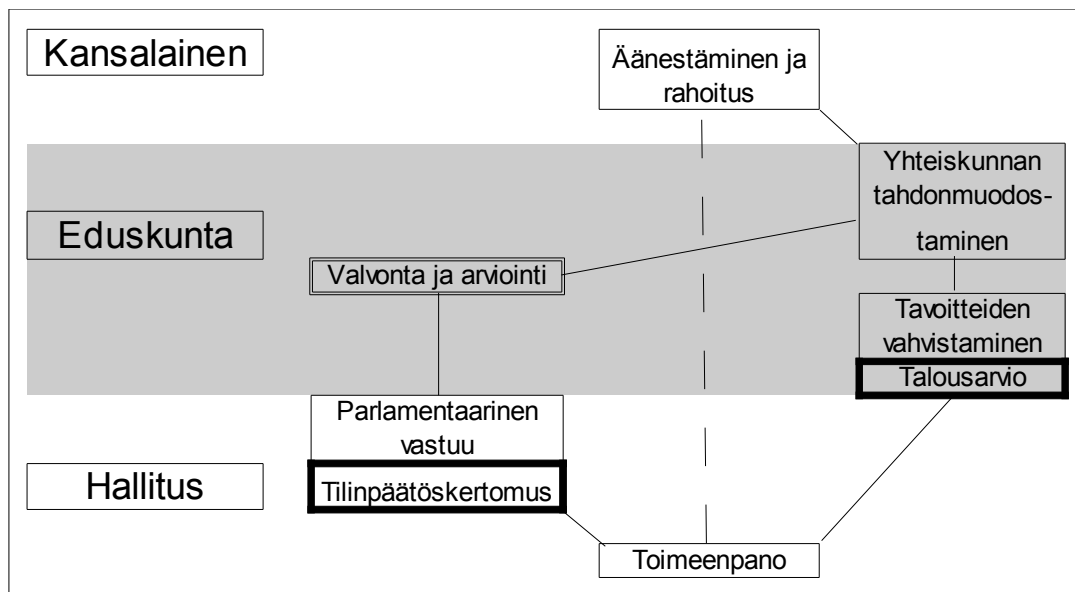 Kansalainen
Äänestäminen ja
rahoitus
Yhteiskunnan
tahdonmuodos-
taminen
Eduskunta
Valvonta ja arviointi
Tavoitteiden
vahvistaminen
Talousarvio
Parlamentaarinen
vastuu
Hallitus
Tilinpäätöskertomus
Toimeenpano